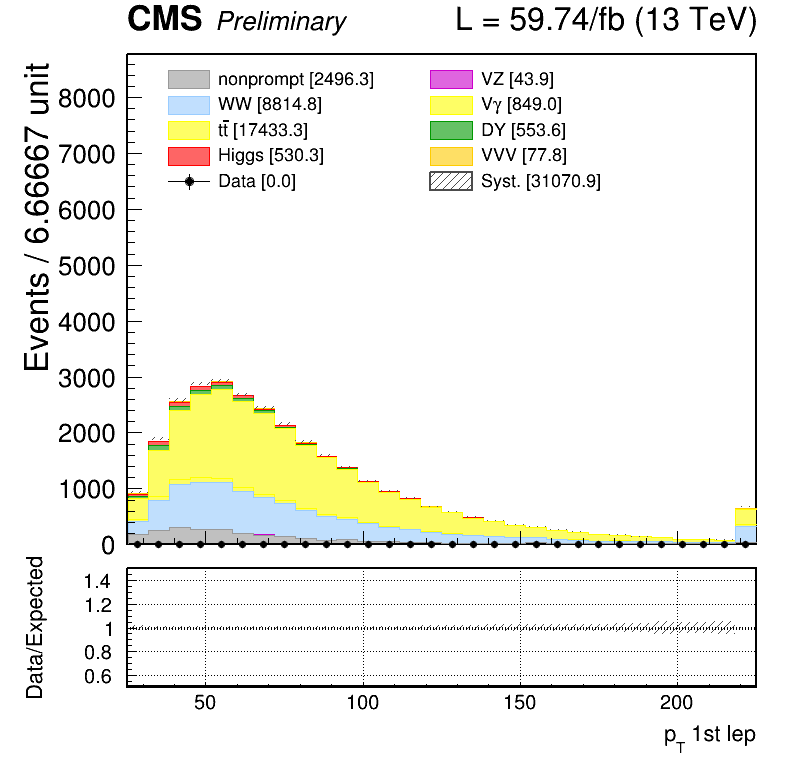 CMS Preliminary L = 59.74/fb (13 TeV)
Events / 6.66667 unit
8000
7000
6000
5000
4000
3000
2000
1000
0
nonprompt [2496.3]
WW [8814.8]
tt̄ [17433.3]
Higgs [530.3]
Data [0.0]
VZ [43.9]
Vγ [849.0]
DY [553.6]
VVV [77.8]
Syst. [31070.9]
Data/Expected
1.4
1.2
1
0.8
0.6
50 100 150 200
p_T 1st lep